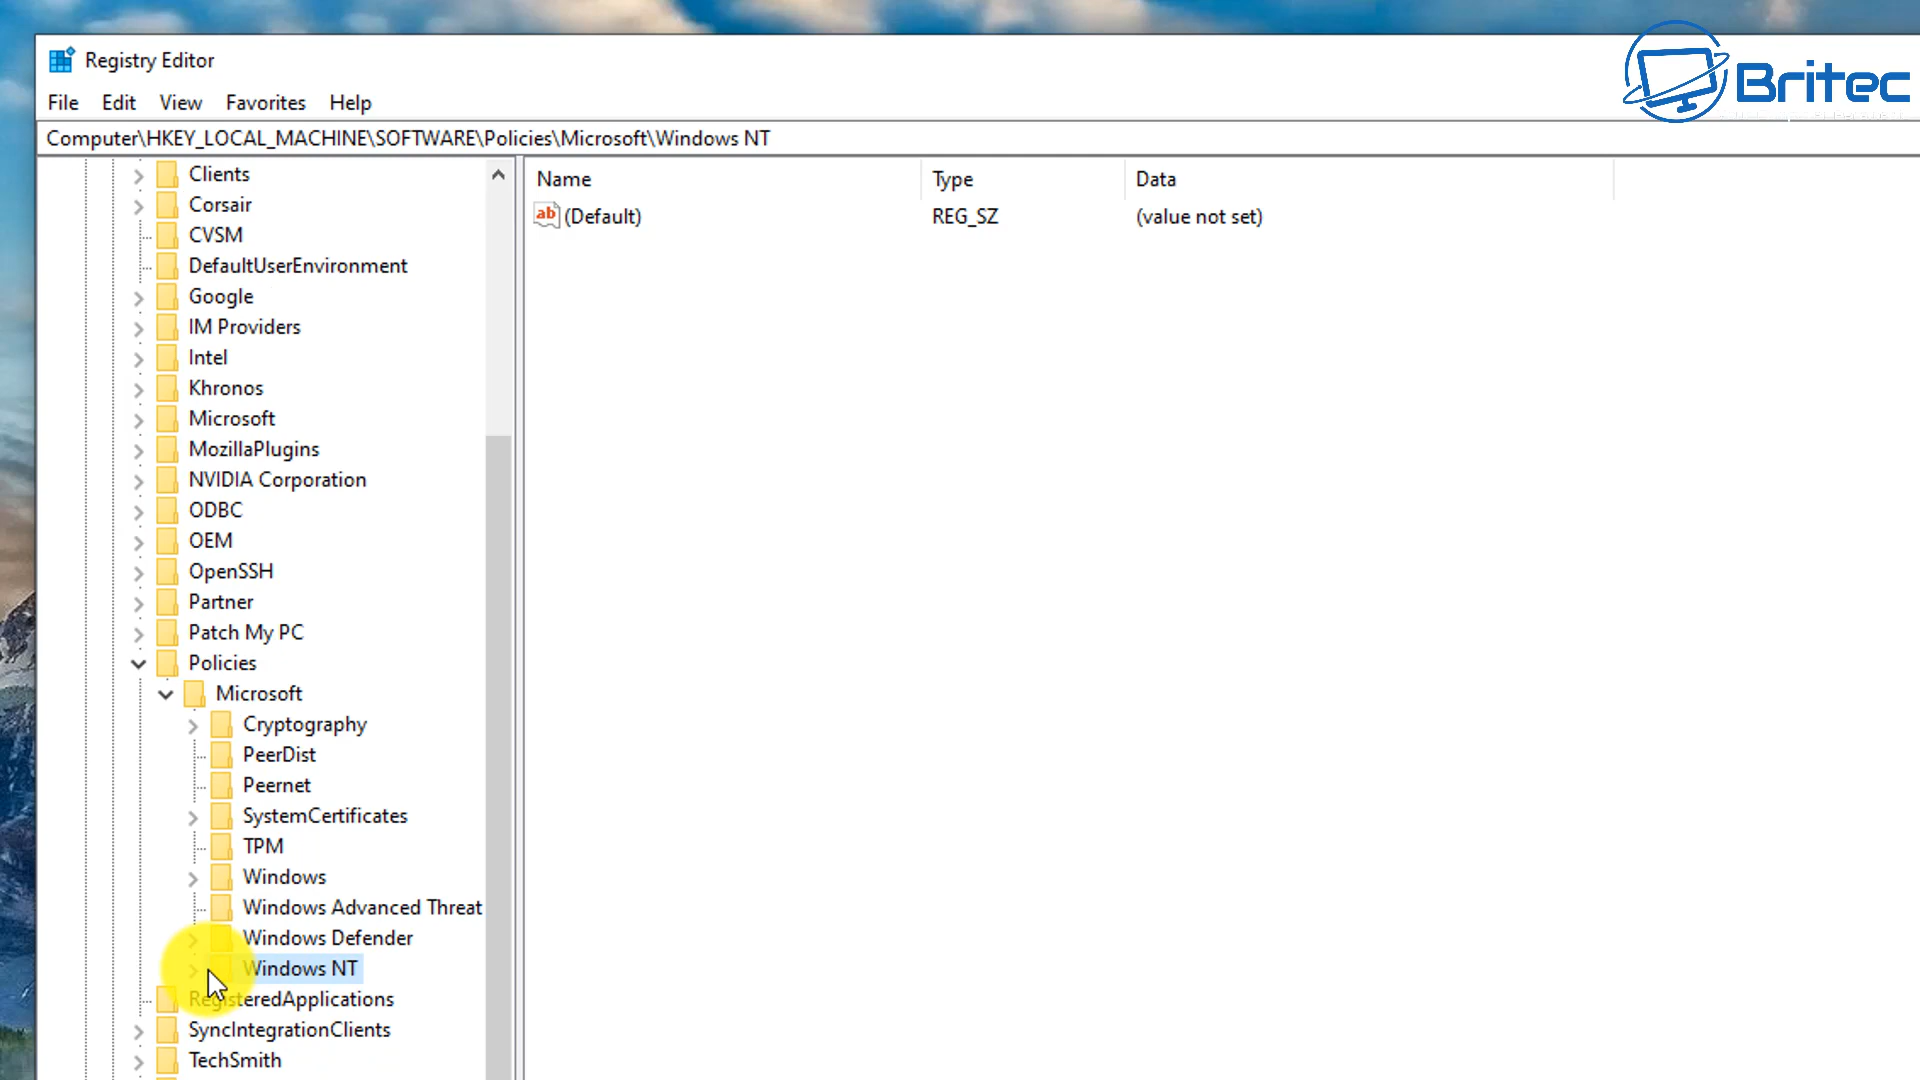 Registry Editor
Britec
File Edit View Favorites Help
Computer\HKEY_LOCAL_MACHINE\SOFTWARE\Policies\Microsoft\Windows NT
Name Type Data
(Default) REG_SZ (value not set)
Clients
Corsair
CVSM
DefaultUserEnvironment
Google
IM Providers
Intel
Khronos
Microsoft
MozillaPlugins
NVIDIA Corporation
ODBC
OEM
OpenSSH
Partner
Patch My PC
Policies
Microsoft
Cryptography
PeerDist
Peernet
SystemCertificates
TPM
Windows
Windows Advanced Threat
Windows Defender
Windows NT
RegisteredApplications
SyncIntegrationClients
TechSmith